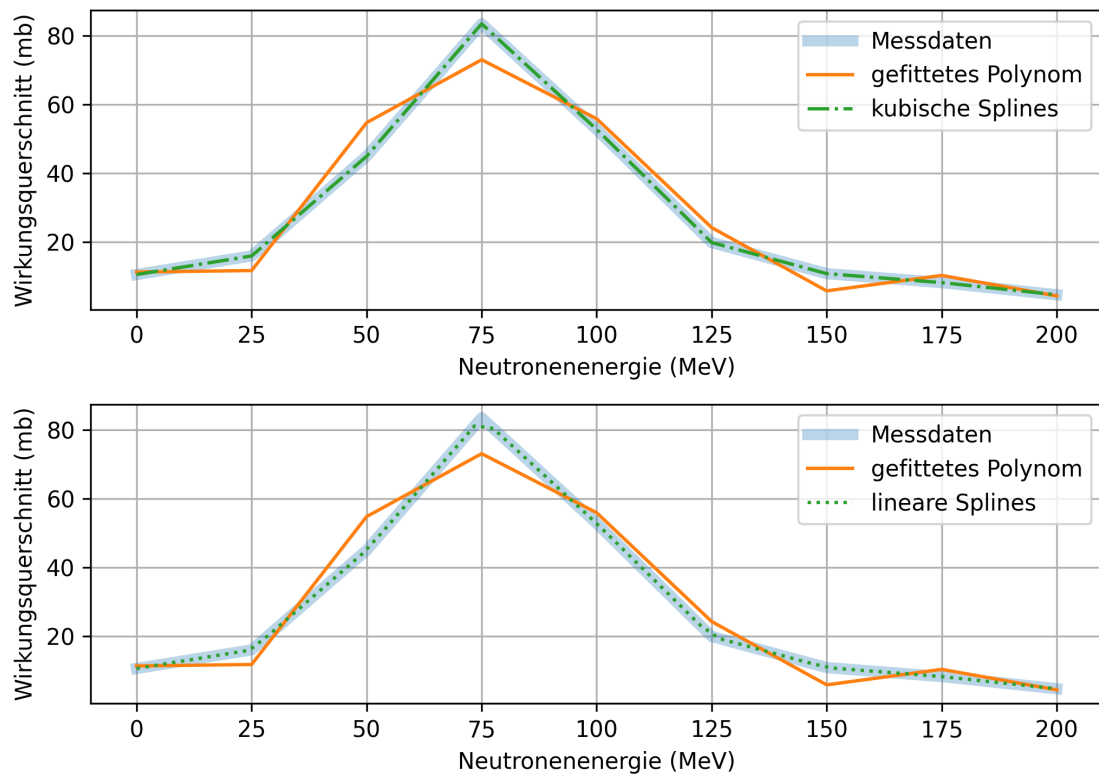 Wirkungsquerschnitt (mb)
80
60
40
20
Messdaten
gefittetes Polynom
kubische Splines
0 25 50 75 100 125 150 175 200
Neutronenenergie (MeV)
Wirkungsquerschnitt (mb)
80
60
40
20
Messdaten
gefittetes Polynom
lineare Splines
0 25 50 75 100 125 150 175 200
Neutronenenergie (MeV)